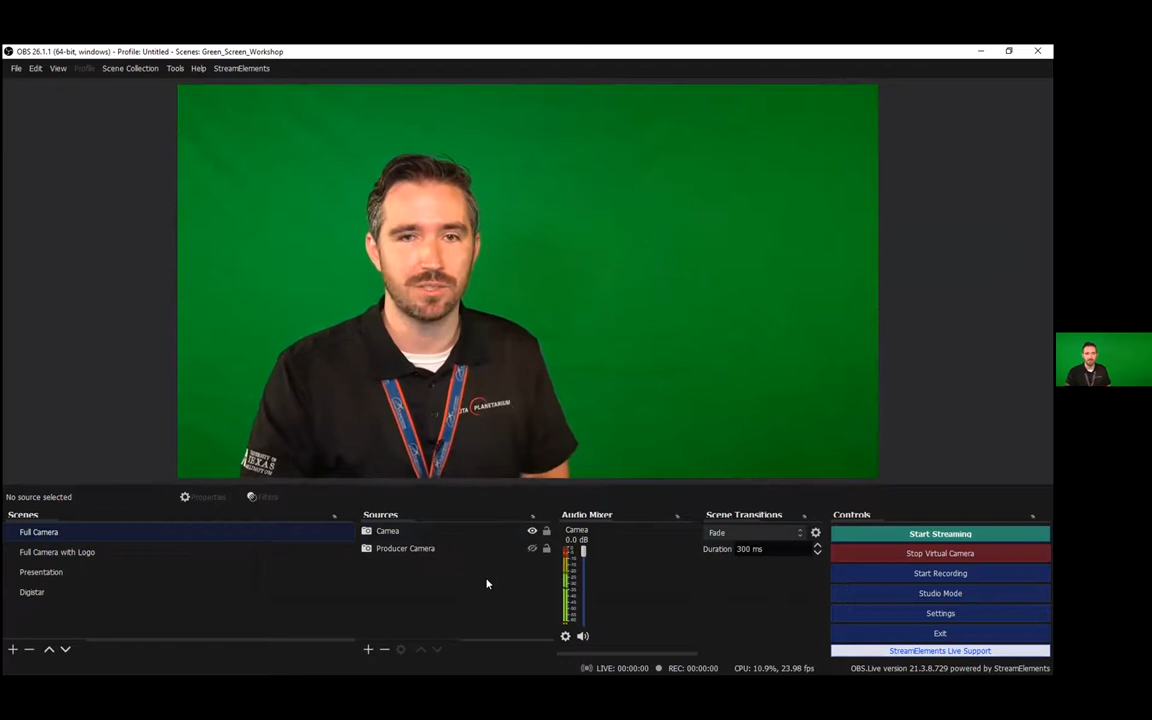 OBS 26.1.1 (64-bit, windows) - Profile: Untitled - Scenes: Green_Screen_Workshop
File Edit View Profile Scene Collection Tools Help StreamElements
PLANETARIUM
TEXAS
No source selected Properties Filters
Scenes
Full Camera
Full Camera with Logo
Presentation
Digistar
Sources
Camea
Producer Camera
Audio Mixer
Camea
0.0 dB
Scene Transitions
Fade
Duration 300 ms
Controls
Start Streaming
Stop Virtual Camera
Start Recording
Studio Mode
Settings
Exit
StreamElements Live Support
LIVE: 00:00:00 REC: 00:00:00 CPU: 10.9%, 23.98 fps OBS.Live version 21.3.8.729 powered by StreamElements